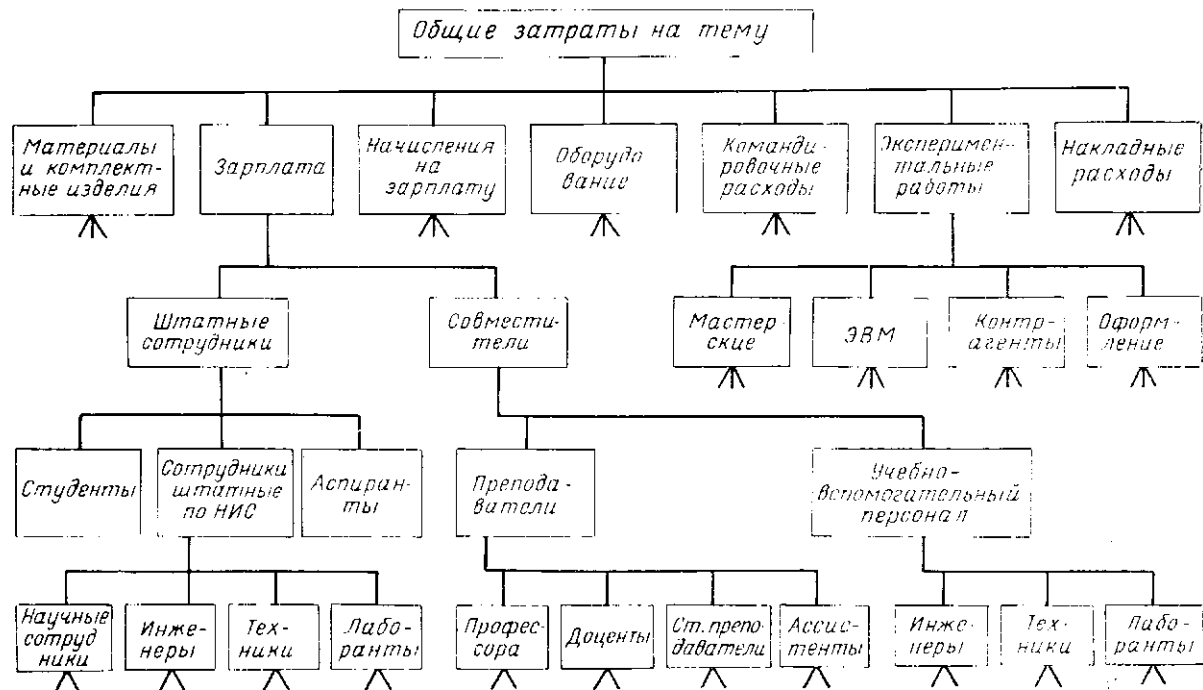 Общие затраты на тему
Материалы
и комплект-
ные изделия
Зарплата
Начисления
на
зарплату
Оборудо
вание
Команди-
ровочные
расходы
Эксперимен-
тальные
работы
Накладные
расходы
Штатные
сотрудники
Совмести-
тели
Мастер-
ские
ЭВМ
Контр-
агенты
Оформ-
ление
Студенты
Сотрудники
штатные
по НИС
Аспиран-
ты
Препода-
ватели
Учебно-
вспомогательный
персонал
Научные
сотруд
ники
Инже-
неры
Тех-
ники
Лабо-
ранты
Профес-
сора
Доценты
Ст. препо-
даватели
Ассис-
тенты
Инже-
неры
Тех-
ники
Лабо-
ранты